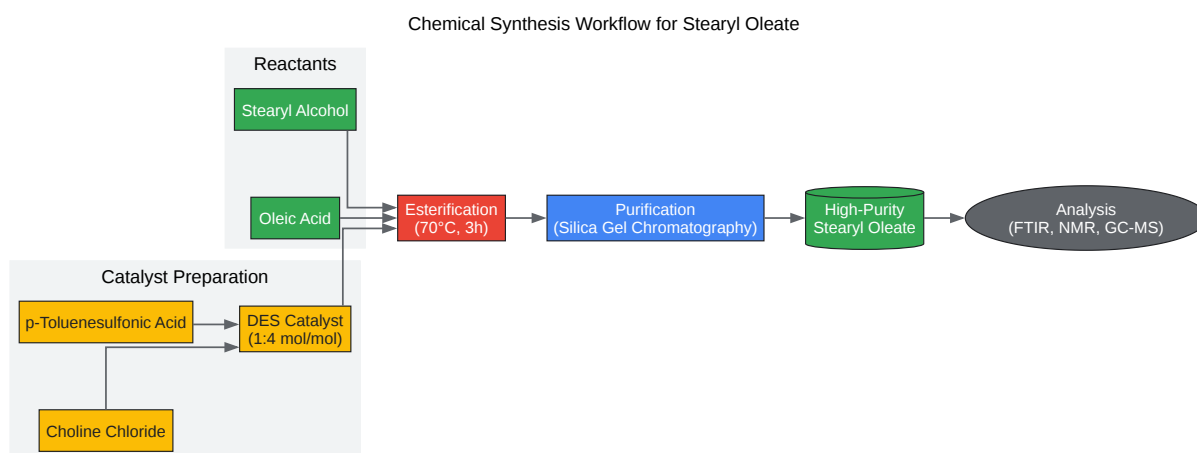 Chemical Synthesis Workflow for Stearyl Oleate
Reactants
Stearyl Alcohol
Oleic Acid
Esterification
(70°C, 3h)
Purification
(Silica Gel Chromatography)
High-Purity
Stearyl Oleate
Analysis
(FTIR, NMR, GC-MS)
Catalyst Preparation
p-Toluenesulfonic Acid
DES Catalyst
(1:4 mol/mol)
Choline Chloride